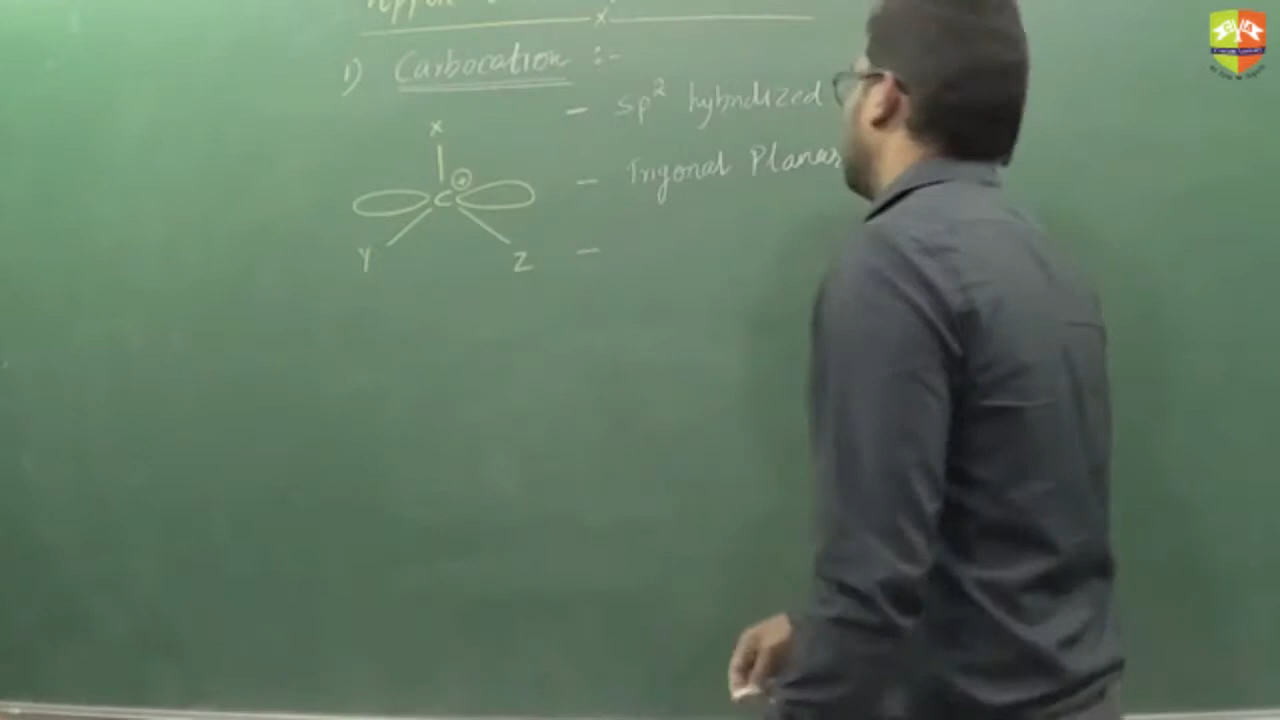 1) Carbocation :-
- sp² hybridized
x
- Trigonal Planar
C ⊕
Y
Z
-